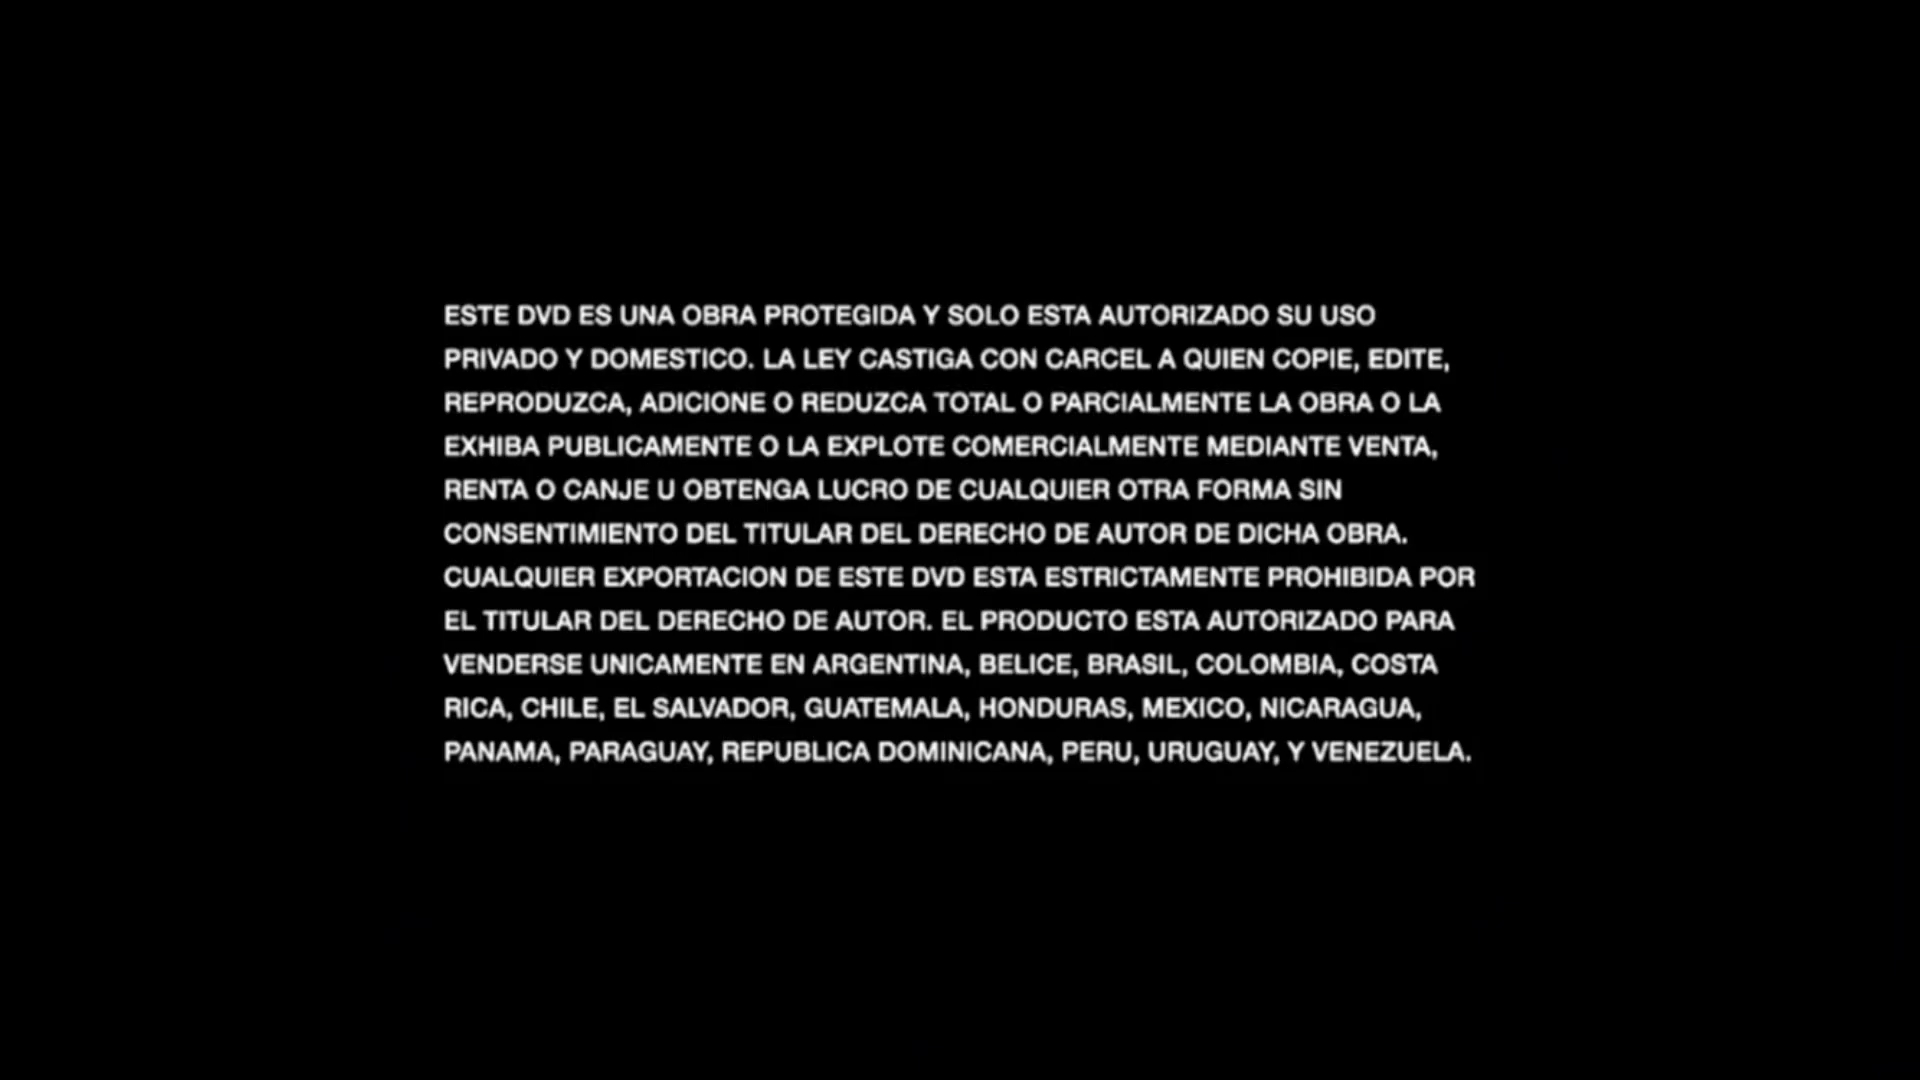 ESTE DVD ES UNA OBRA PROTEGIDA Y SOLO ESTA AUTORIZADO SU USO
PRIVADO Y DOMESTICO. LA LEY CASTIGA CON CARCEL A QUIEN COPIE, EDITE,
REPRODUZCA, ADICIONE O REDUZCA TOTAL O PARCIALMENTE LA OBRA O LA
EXHIBA PUBLICAMENTE O LA EXPLOTE COMERCIALMENTE MEDIANTE VENTA,
RENTA O CANJE U OBTENGA LUCRO DE CUALQUIER OTRA FORMA SIN
CONSENTIMIENTO DEL TITULAR DEL DERECHO DE AUTOR DE DICHA OBRA.
CUALQUIER EXPORTACION DE ESTE DVD ESTA ESTRICTAMENTE PROHIBIDA POR
EL TITULAR DEL DERECHO DE AUTOR. EL PRODUCTO ESTA AUTORIZADO PARA
VENDERSE UNICAMENTE EN ARGENTINA, BELICE, BRASIL, COLOMBIA, COSTA
RICA, CHILE, EL SALVADOR, GUATEMALA, HONDURAS, MEXICO, NICARAGUA,
PANAMA, PARAGUAY, REPUBLICA DOMINICANA, PERU, URUGUAY, Y VENEZUELA.